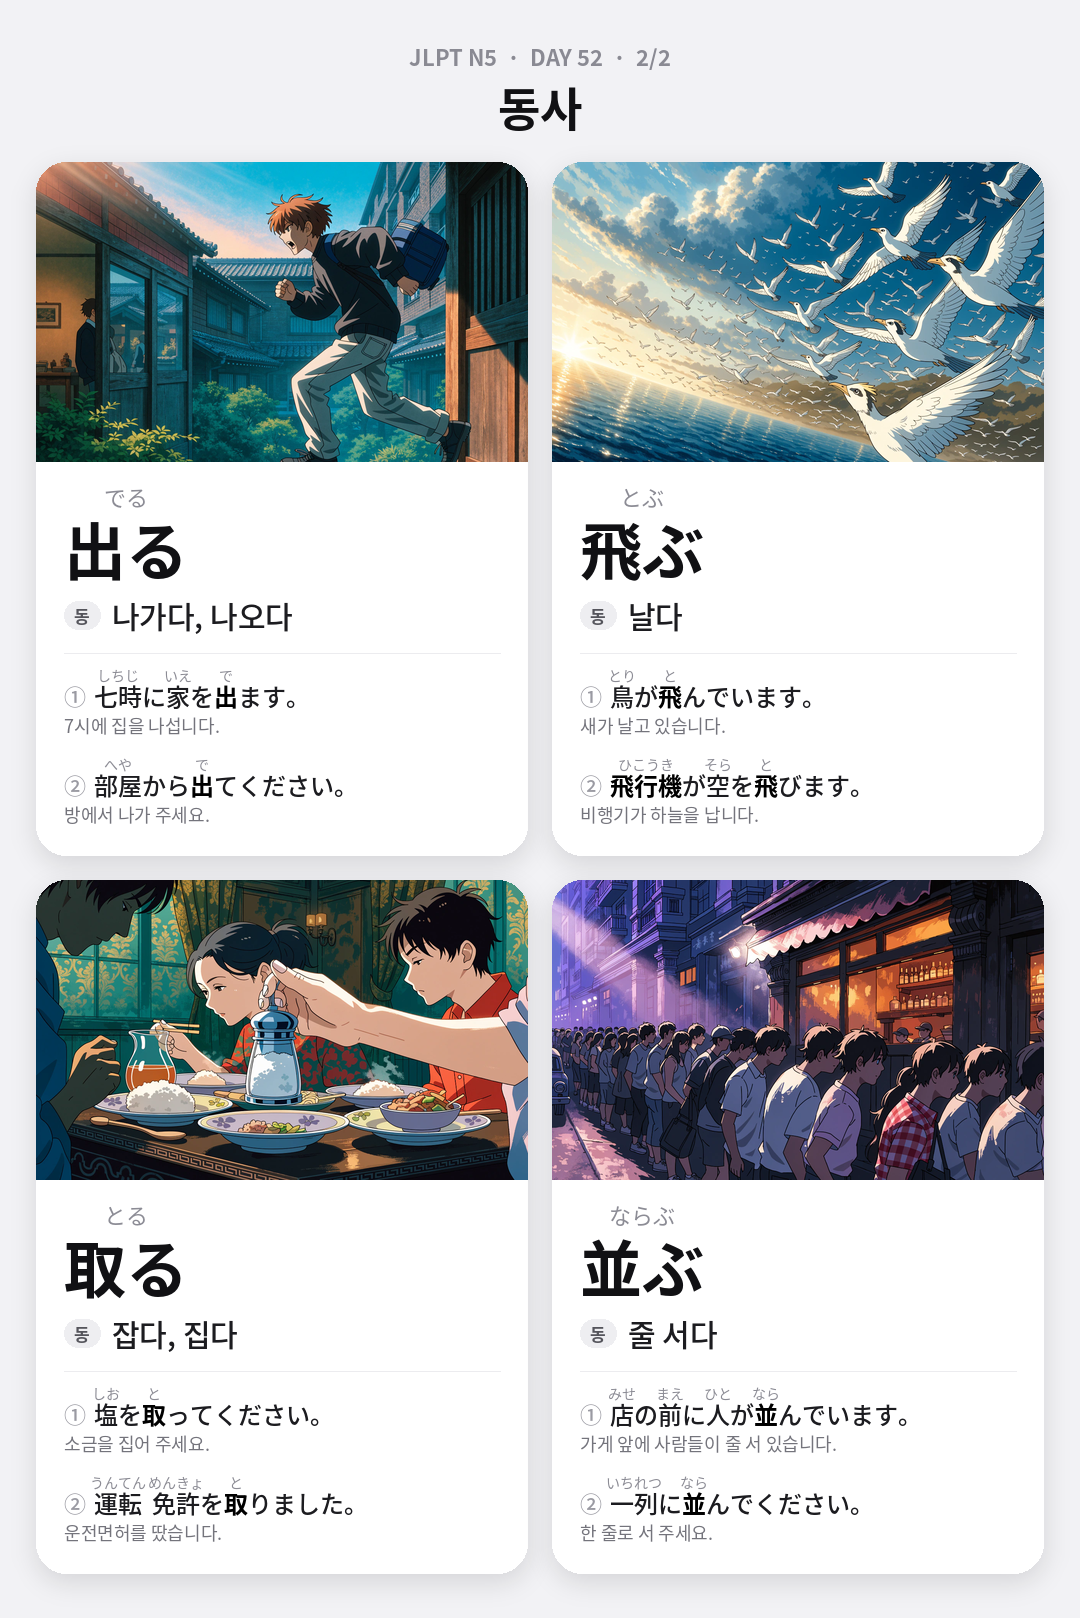 JLPT N5 · DAY 52 · 2/2
동사
でる
出る
동 나가다, 나오다
しちじ いえ で
① 七時に家を出ます。
7시에 집을 나섭니다.
へや で
② 部屋から出てください。
방에서 나가 주세요.
とぶ
飛ぶ
동 날다
とり と
① 鳥が飛んでいます。
새가 날고 있습니다.
ひこうき そら と
② 飛行機が空を飛びます。
비행기가 하늘을 납니다.
とる
取る
동 잡다, 집다
しお と
① 塩を取ってください。
소금을 집어 주세요.
うんてん めんきょ と
② 運転免許を取りました。
운전면허를 땄습니다.
ならぶ
並ぶ
동 줄 서다
みせ まえ ひと なら
① 店の前に人が並んでいます。
가게 앞에 사람들이 줄 서 있습니다.
いちれつ なら
② 一列に並んでください。
한 줄로 서 주세요.